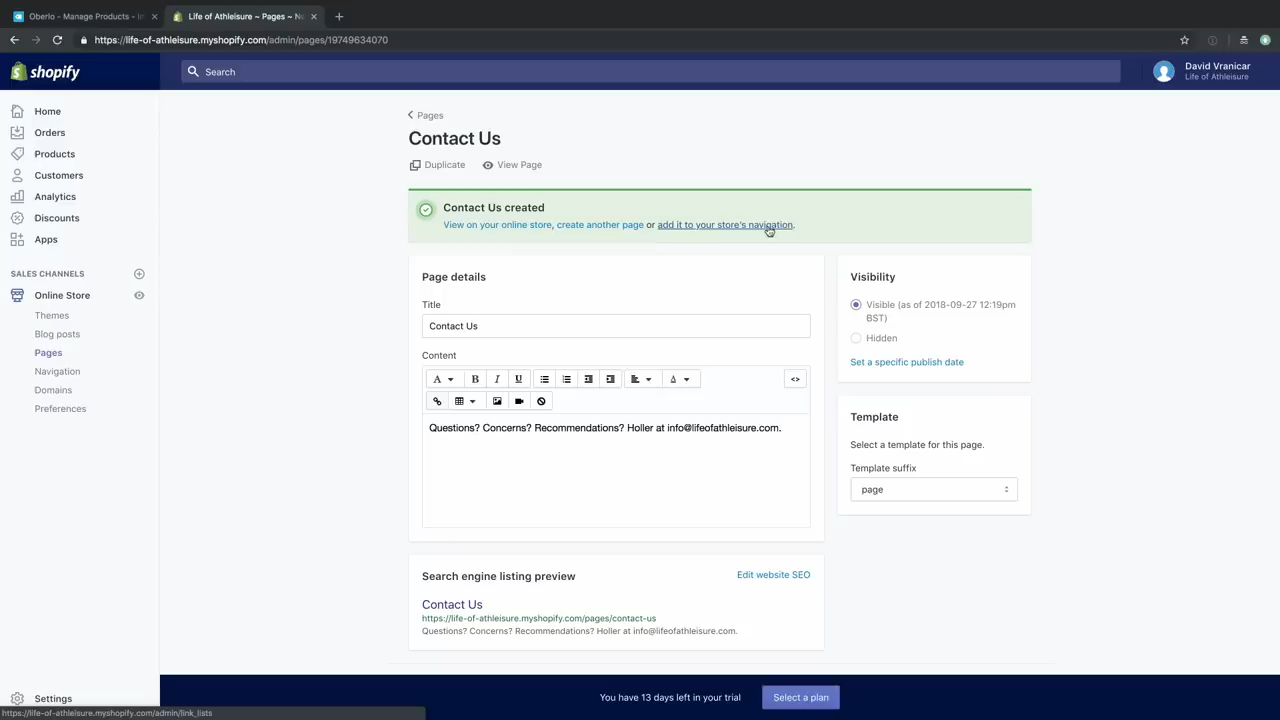 Oberlo - Manage Products - In
Life of Athleisure ~ Pages ~ Ne
https://life-of-athleisure.myshopify.com/admin/pages/19749634070
shopify
Search
David Vranicar
Life of Athleisure
Home
Orders
Products
Customers
Analytics
Discounts
Apps
SALES CHANNELS
Online Store
Themes
Blog posts
Pages
Navigation
Domains
Preferences
Settings
Pages
Contact Us
Duplicate
View Page
Contact Us created
View on your online store, create another page or add it to your store's navigation.
Page details
Title
Contact Us
Content
A
B
I
U
A
<>
Questions? Concerns? Recommendations? Holler at info@lifeofathleisure.com.
Search engine listing preview
Edit website SEO
Contact Us
https://life-of-athleisure.myshopify.com/pages/contact-us
Questions? Concerns? Recommendations? Holler at info@lifeofathleisure.com.
Visibility
Visible (as of 2018-09-27 12:19pm
BST)
Hidden
Set a specific publish date
Template
Select a template for this page.
Template suffix
page
You have 13 days left in your trial
Select a plan
https://life-of-athleisure.myshopify.com/admin/link_lists